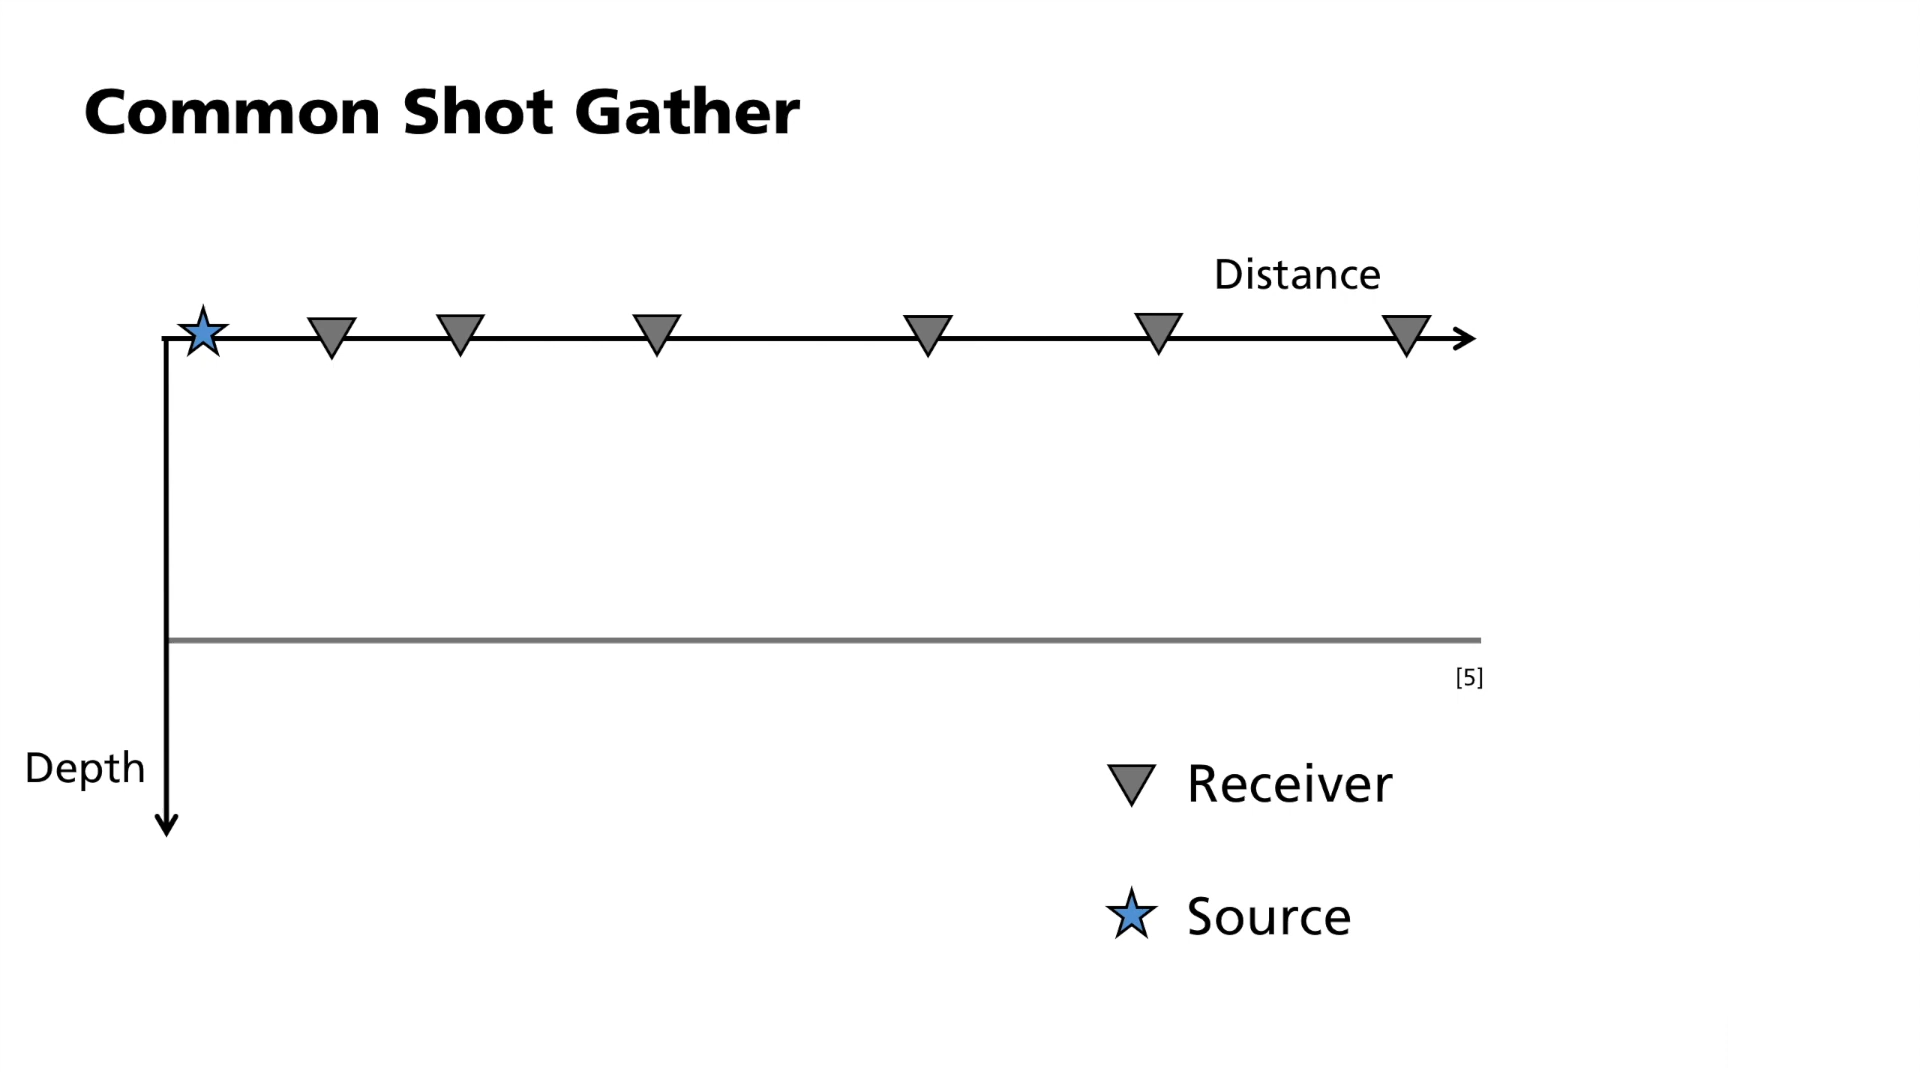 Common Shot Gather
Distance
[5]
Depth
Receiver
Source